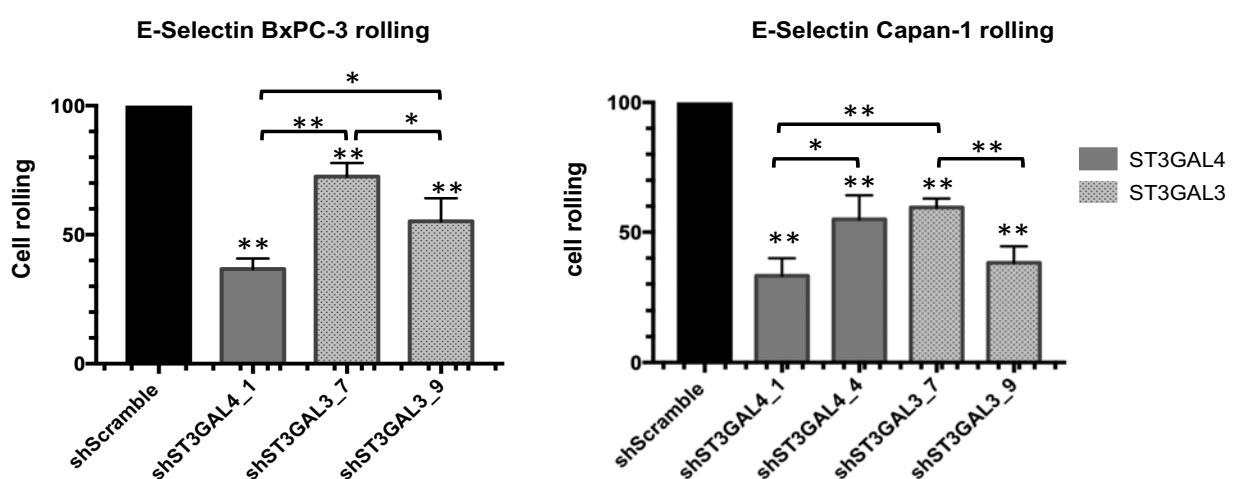 E-Selectin BxPC-3 rolling
Cell rolling
100
50
0
*
** *
**
**
**
shScramble
shST3GAL4_1
shST3GAL3_7
shST3GAL3_9
E-Selectin Capan-1 rolling
cell rolling
100
50
0
**
* **
** **
** **
shScramble
shST3GAL4_1
shST3GAL4_4
shST3GAL3_7
shST3GAL3_9
ST3GAL4
ST3GAL3